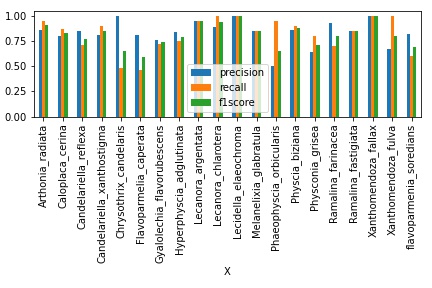 1.00
0.75
0.50
0.25
0.00
precision
recall
f1score
Arthonia_radiata
Caloplaca_cerina
Candelariella_reflexa
Candelariella_xanthostigma
Chrysothrix_candelaris
Flavoparmelia_caperata
Gyalolechia_flavorubescens
Hyperphyscia_adglutinata
Lecanora_argentata
Lecanora_chlarotera
Lecidella_elaeochroma
Melanelixia_glabratula
Phaeophyscia_orbicularis
Physcia_biziana
Physconia_grisea
Ramalina_farinacea
Ramalina_fastigiata
Xanthomendoza_fallax
Xanthomendoza_fulva
flavoparmenia_soredians
X